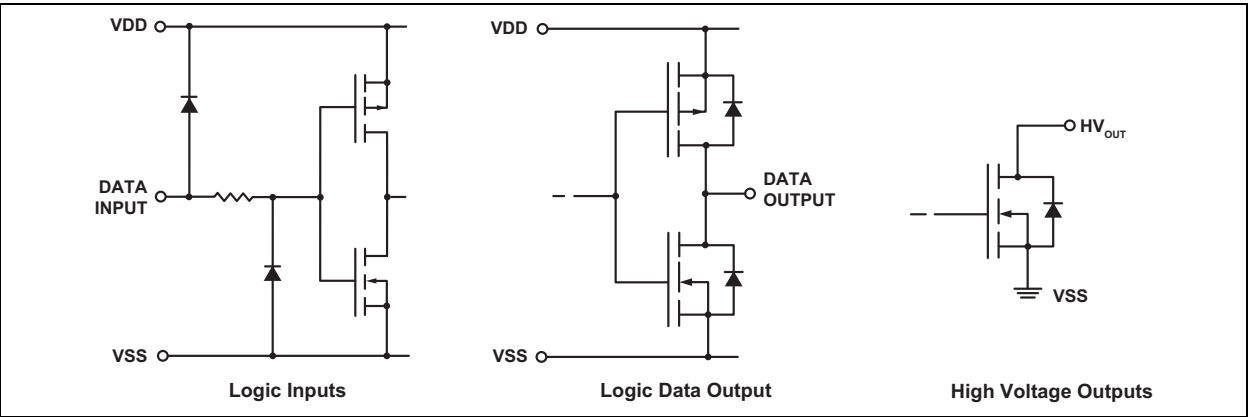 VDD
DATA
INPUT
VSS
Logic Inputs
VDD
DATA
OUTPUT
VSS
Logic Data Output
HVOUT
VSS
High Voltage Outputs